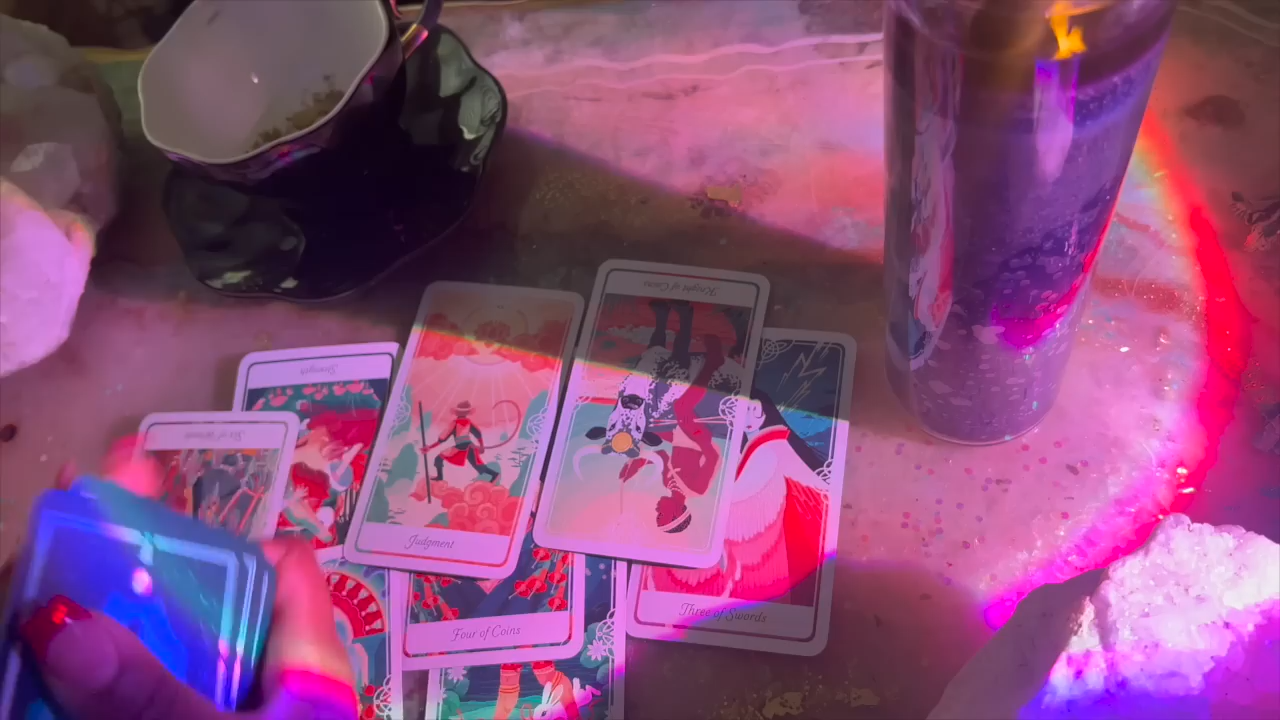 Knight of Coins
Strength
Judgment
Three of Swords
Four of Coins